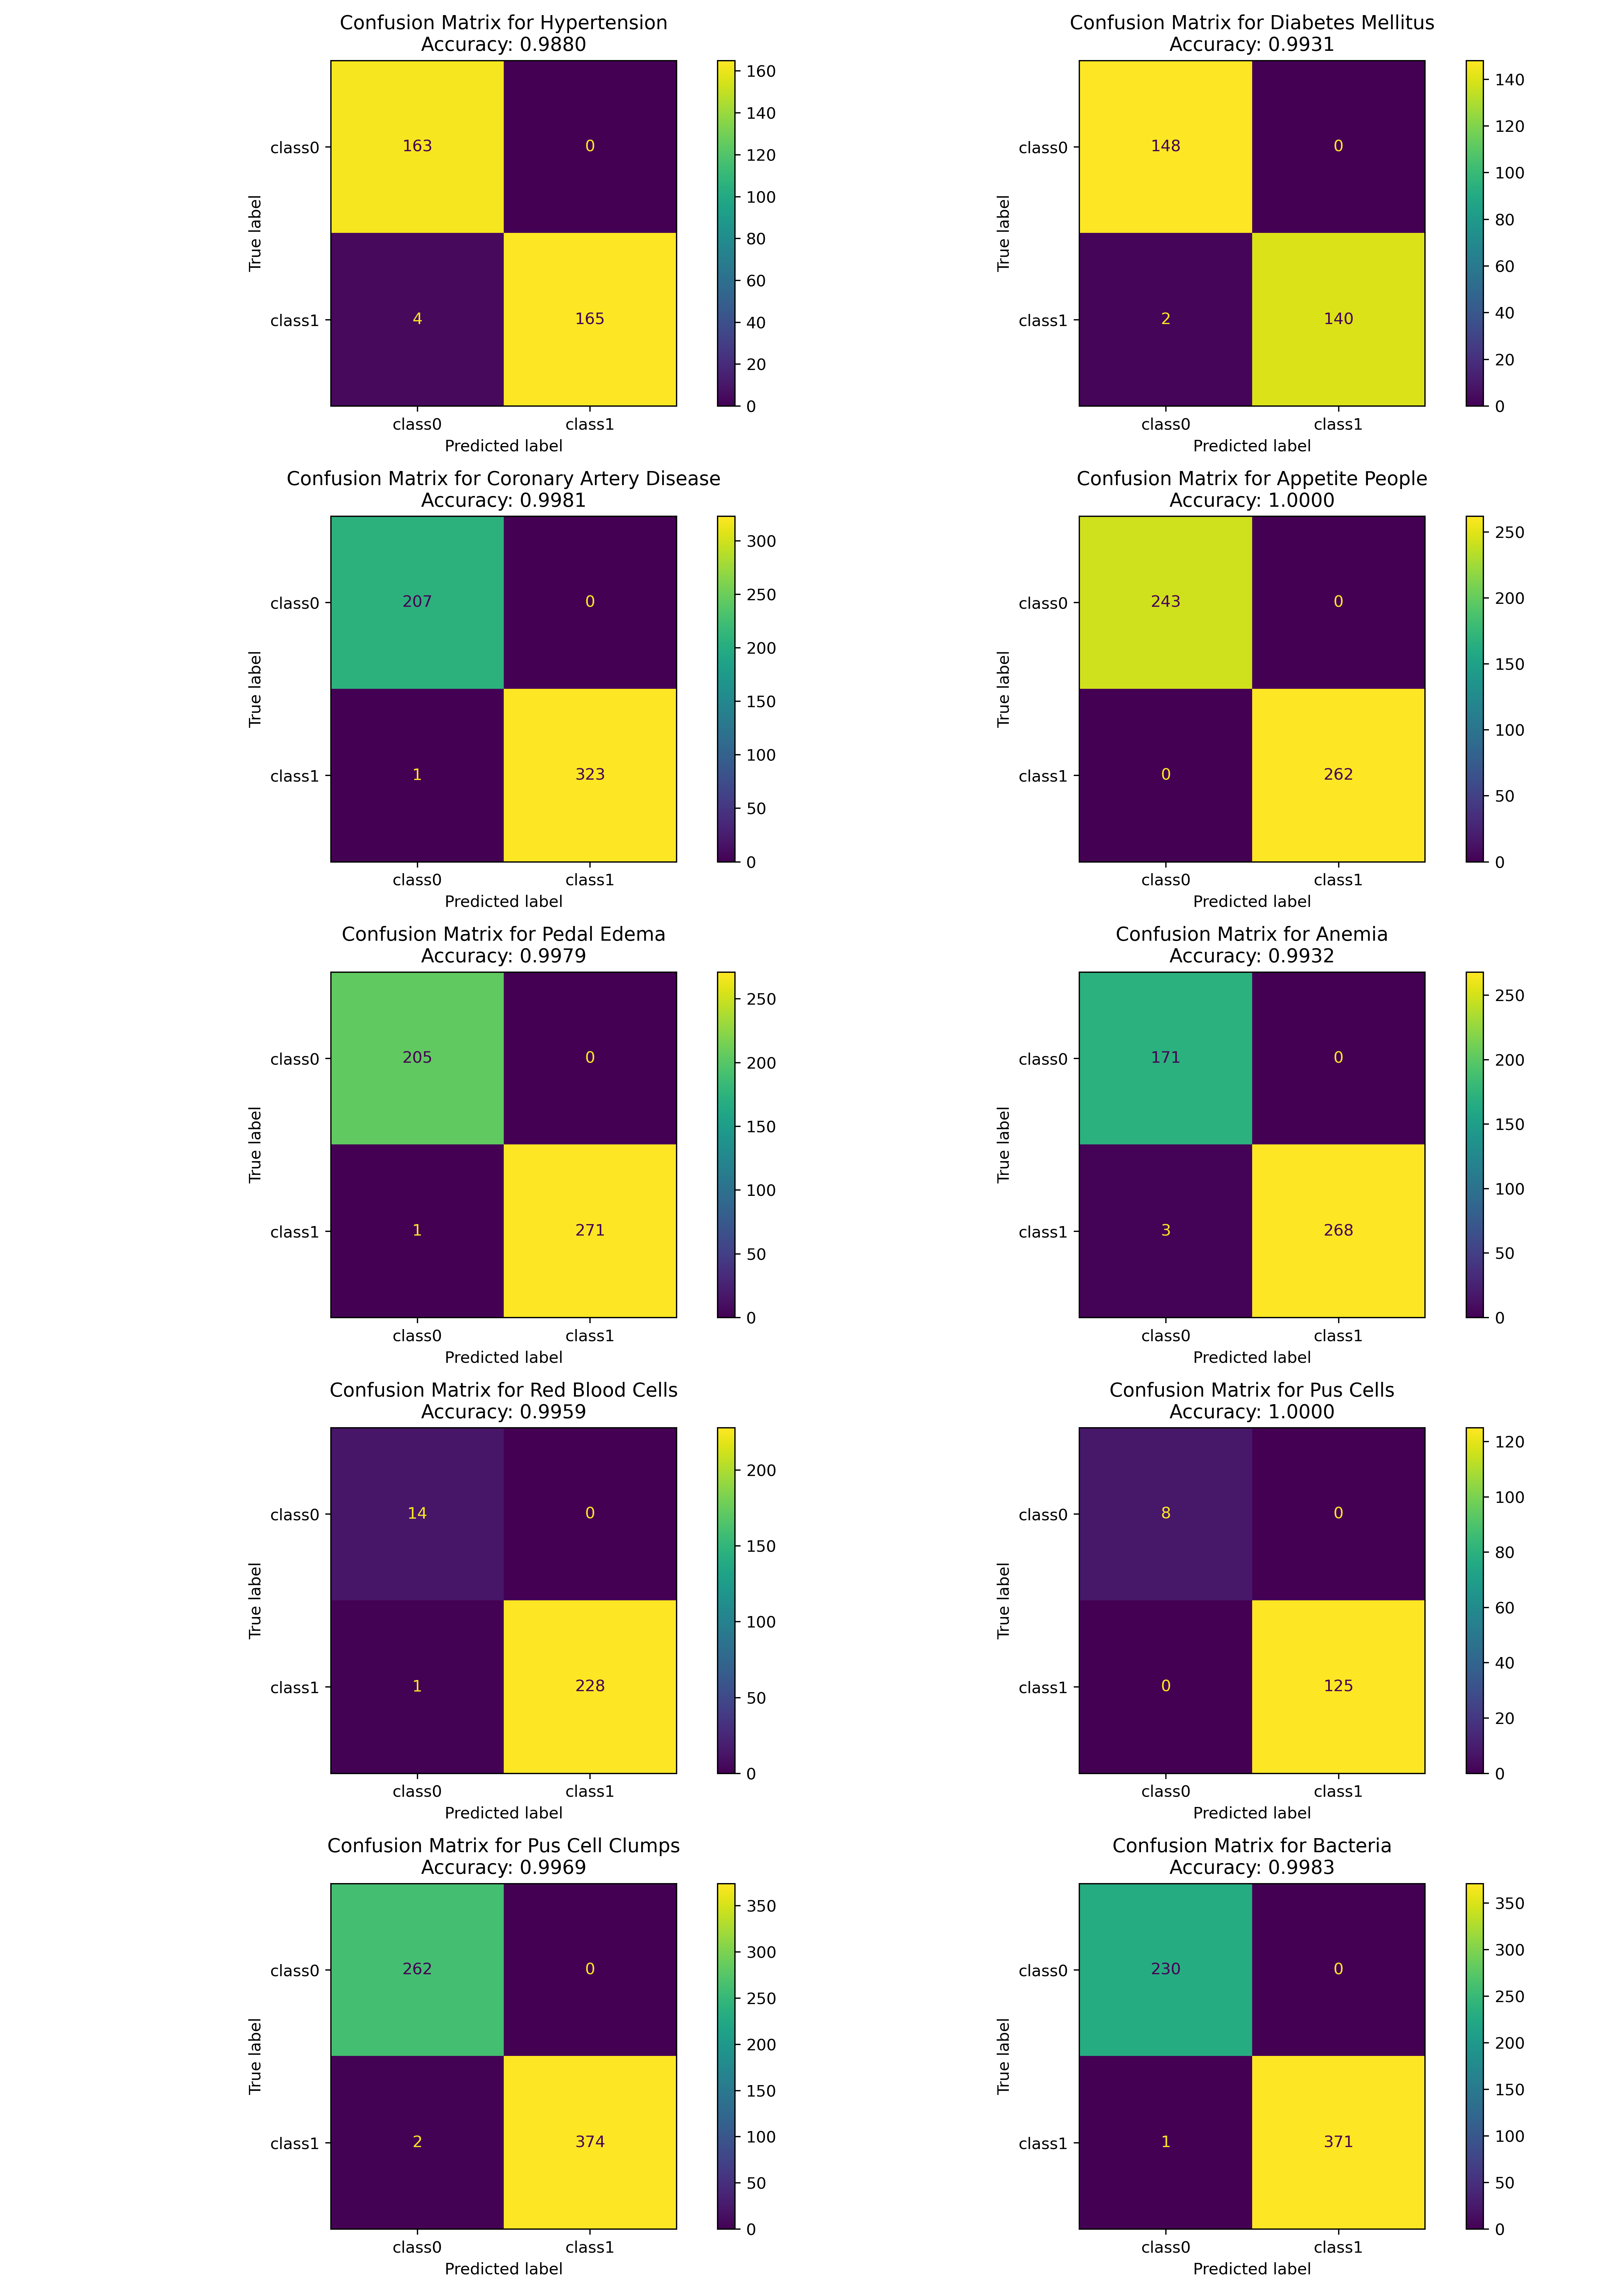 Confusion Matrix for Hypertension
Accuracy: 0.9880
160
140
120
100
80
60
40
20
0
class0
163
0
True label
class1
4
165
class0
class1
Predicted label
Confusion Matrix for Diabetes Mellitus
Accuracy: 0.9931
140
120
100
80
60
40
20
0
class0
148
0
True label
class1
2
140
class0
class1
Predicted label
Confusion Matrix for Coronary Artery Disease
Accuracy: 0.9981
300
250
200
150
100
50
0
class0
207
0
True label
class1
1
323
class0
class1
Predicted label
Confusion Matrix for Appetite People
Accuracy: 1.0000
250
200
150
100
50
0
class0
243
0
True label
class1
0
262
class0
class1
Predicted label
Confusion Matrix for Pedal Edema
Accuracy: 0.9979
250
200
150
100
50
0
class0
205
0
True label
class1
1
271
class0
class1
Predicted label
Confusion Matrix for Anemia
Accuracy: 0.9932
250
200
150
100
50
0
class0
171
0
True label
class1
3
268
class0
class1
Predicted label
Confusion Matrix for Red Blood Cells
Accuracy: 0.9959
200
150
100
50
0
class0
14
0
True label
class1
1
228
class0
class1
Predicted label
Confusion Matrix for Pus Cells
Accuracy: 1.0000
120
100
80
60
40
20
0
class0
8
0
True label
class1
0
125
class0
class1
Predicted label
Confusion Matrix for Pus Cell Clumps
Accuracy: 0.9969
350
300
250
200
150
100
50
0
class0
262
0
True label
class1
2
374
class0
class1
Predicted label
Confusion Matrix for Bacteria
Accuracy: 0.9983
350
300
250
200
150
100
50
0
class0
230
0
True label
class1
1
371
class0
class1
Predicted label